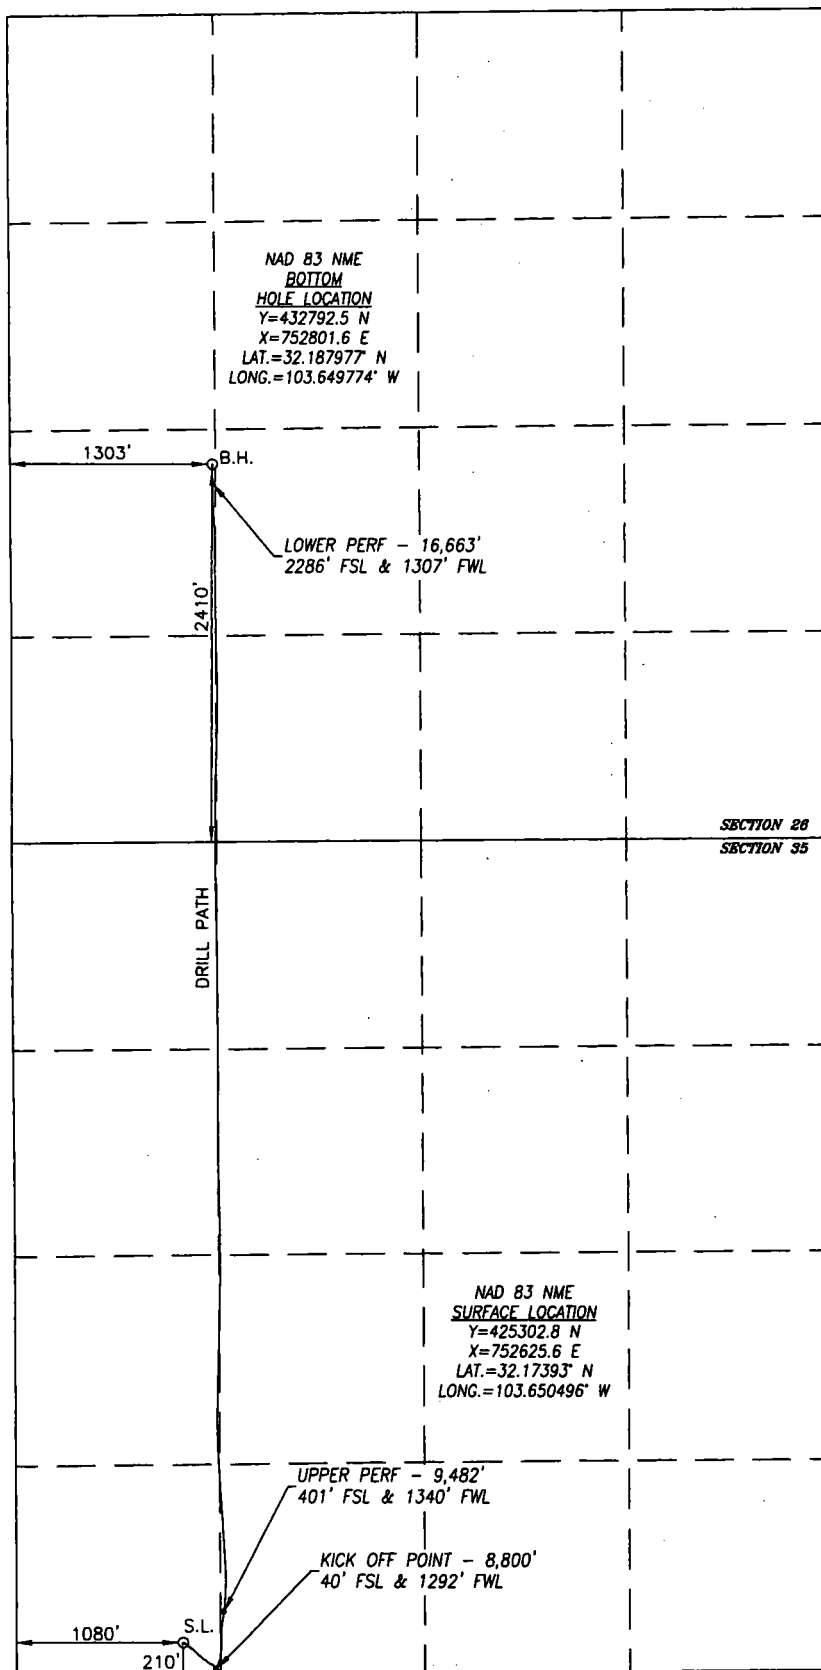 NAD 83 NME
BOTTOM
HOLE LOCATION
Y=432792.5 N
X=752801.6 E
LAT.=32.187977° N
LONG.=103.649774° W
1303'
B.H.
LOWER PERF - 16,663'
2286' FSL & 1307' FWL
2410'
SECTION 26
SECTION 35
DRILL PATH
NAD 83 NME
SURFACE LOCATION
Y=425302.8 N
X=752625.6 E
LAT.=32.17393° N
LONG.=103.650496° W
UPPER PERF - 9,482'
401' FSL & 1340' FWL
KICK OFF POINT - 8,800'
40' FSL & 1292' FWL
S.L.
1080'
210'